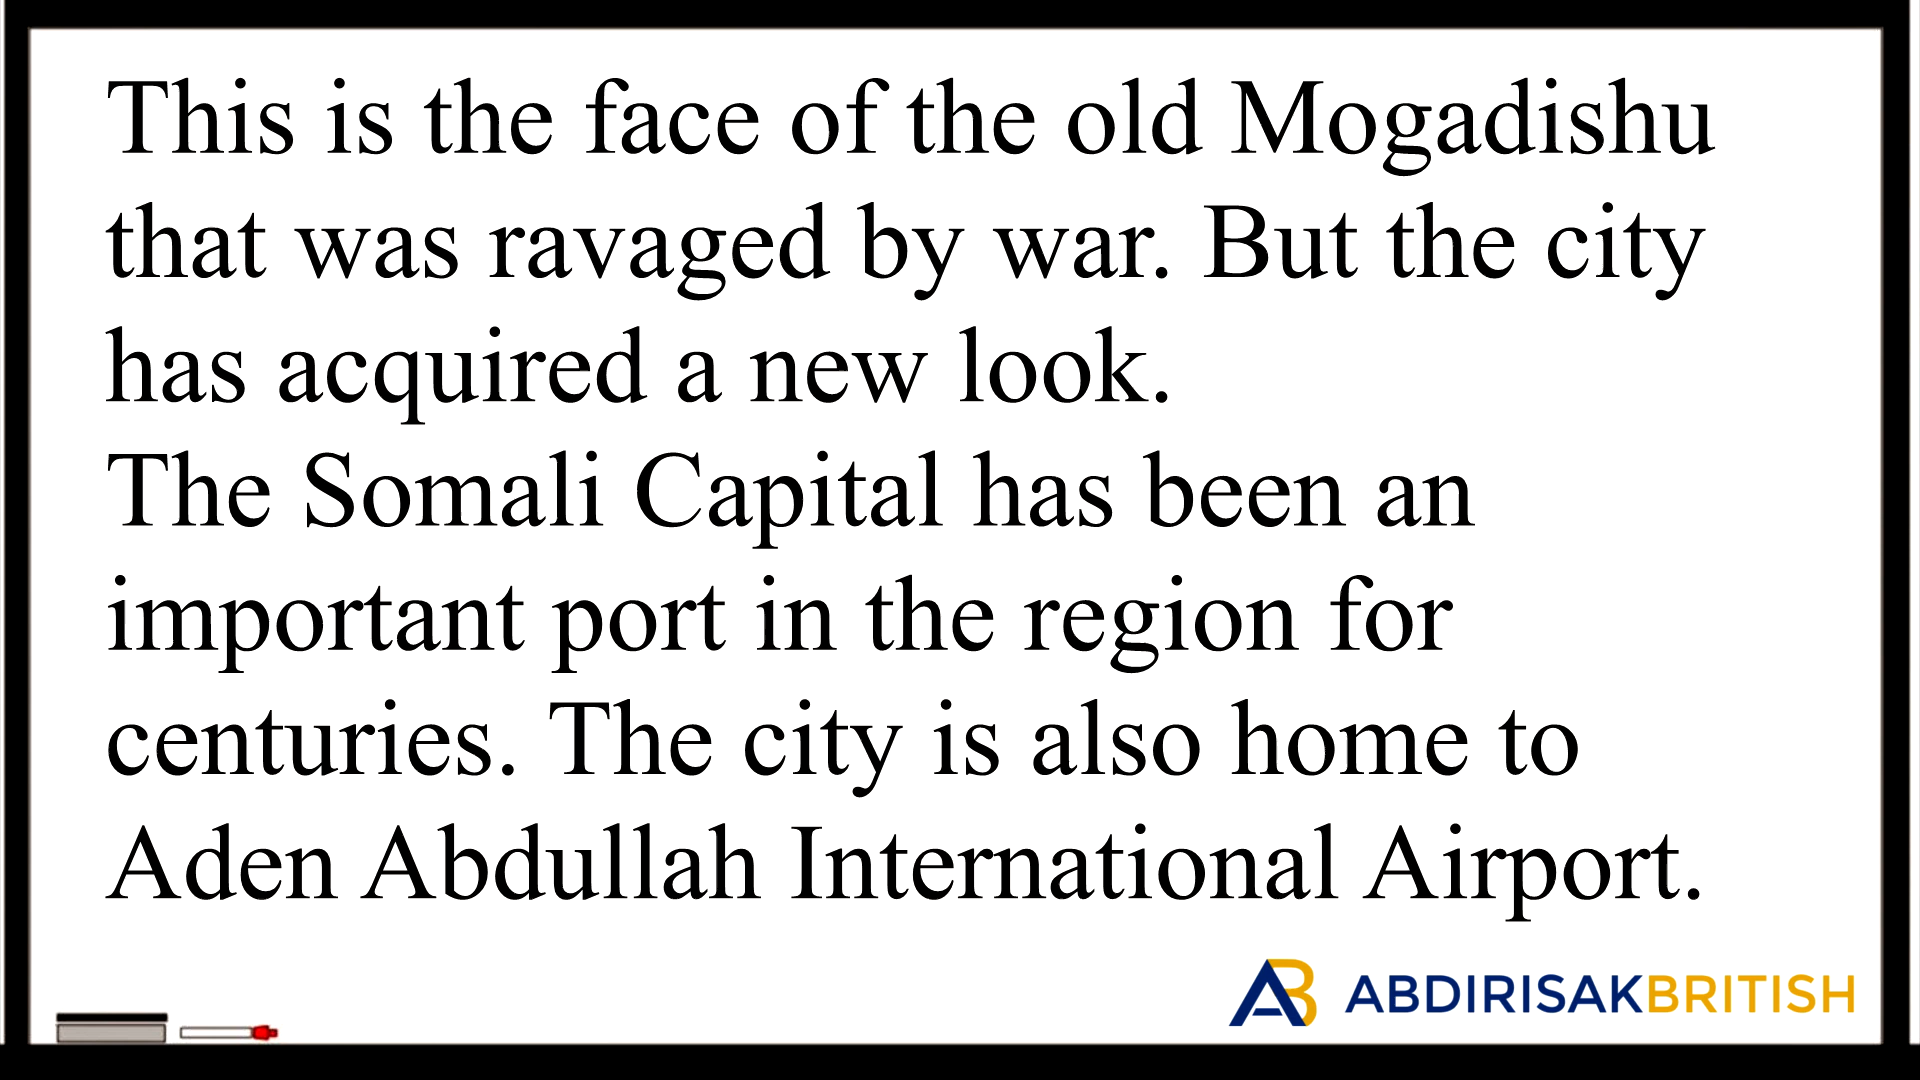 This is the face of the old Mogadishu
that was ravaged by war. But the city
has acquired a new look.
The Somali Capital has been an
important port in the region for
centuries. The city is also home to
Aden Abdullah International Airport.
AB ABDIRISAKBRITISH